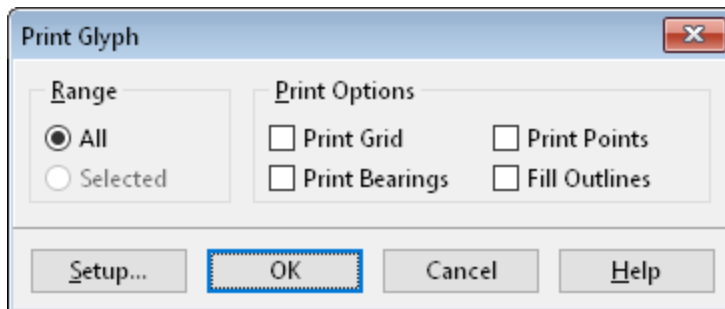 Print Glyph
Range
Print Options
All
Print Grid
Print Points
Selected
Print Bearings
Fill Outlines
Setup...
OK
Cancel
Help